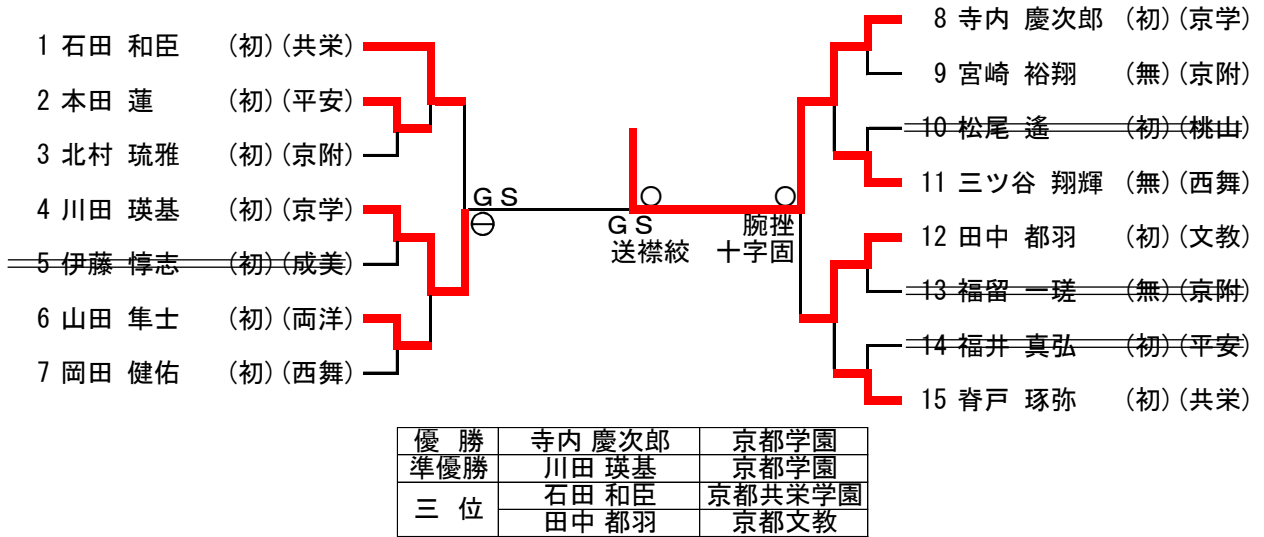 1 石田 和臣 (初)(共栄)
2 本田 蓮 (初)(平安)
3 北村 琉雅 (初)(京附)
4 川田 瑛基 (初)(京学)
5 伊藤 惇志 (初)(成美)
6 山田 隼士 (初)(両洋)
7 岡田 健佑 (初)(西舞)
GS
○
○
GS
腕挫
送襟絞
十字固
8 寺内 慶次郎 (初)(京学)
9 宮崎 裕翔 (無)(京附)
10 松尾 遙 (初)(桃山)
11 三ツ谷 翔輝 (無)(西舞)
12 田中 都羽 (初)(文教)
13 福留 一瑳 (無)(京附)
14 福井 真弘 (初)(平安)
15 脊戸 琢弥 (初)(共栄)
優 勝 寺内 慶次郎 京都学園
準優勝 川田 瑛基 京都学園
三 位 石田 和臣 京都共栄学園
田中 都羽 京都文教